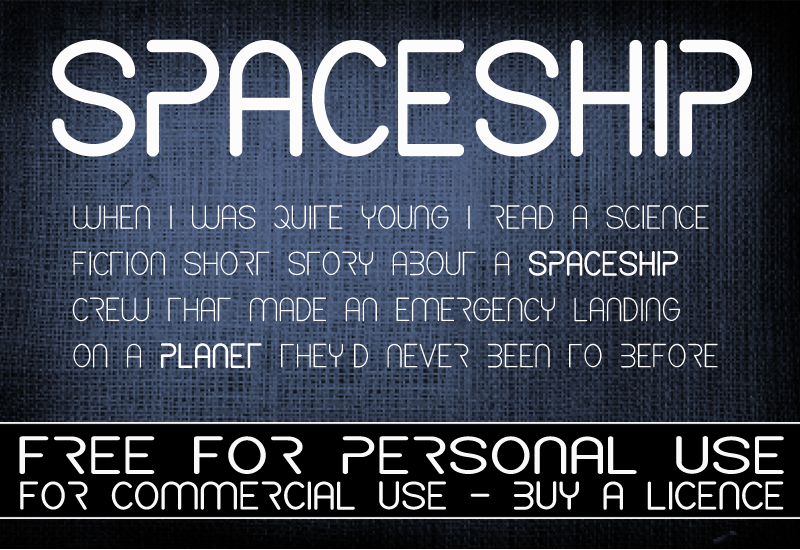 SPACESHIP
WHEN I WAS QUITE YOUNG I READ A SCIENCE
FICTION SHORT STORY ABOUT A SPACESHIP
CREW THAT MADE AN EMERGENCY LANDING
ON A PLANET THEY'D NEVER BEEN TO BEFORE
FREE FOR PERSONAL USE
FOR COMMERCIAL USE - BUY A LICENCE